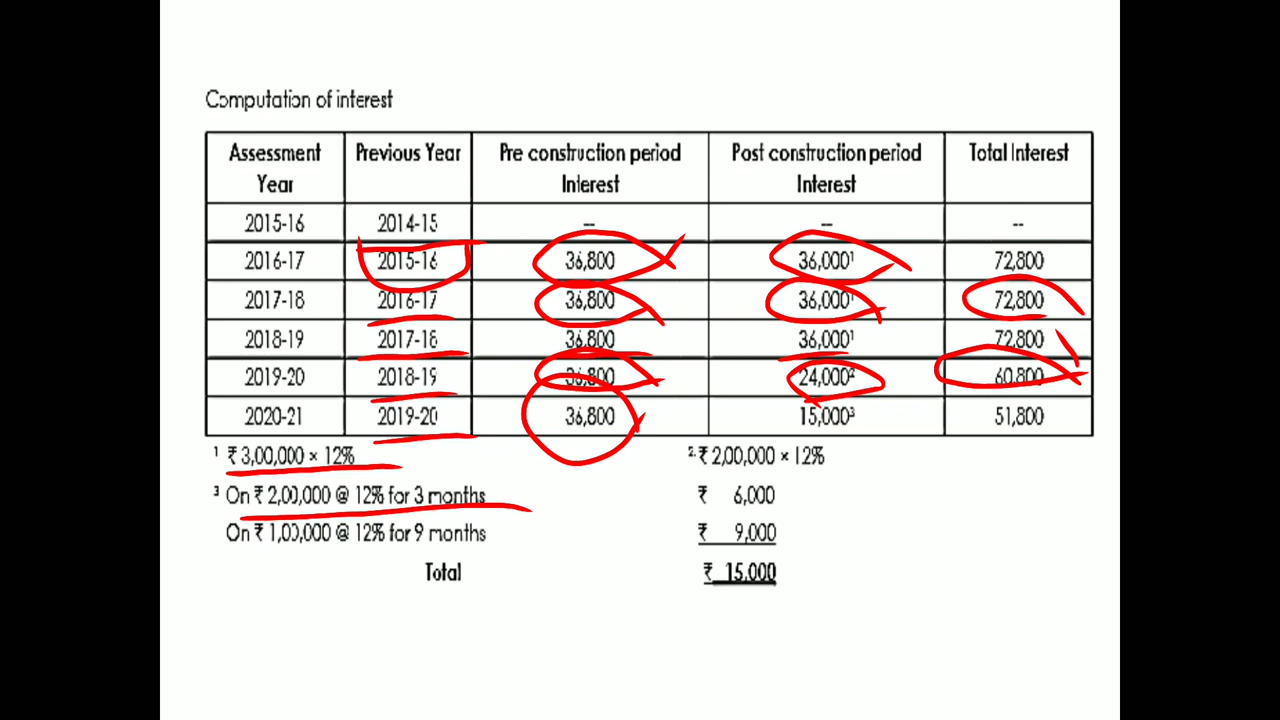 Computation of interest
Assessment Year Previous Year Pre construction period Interest Post construction period Interest Total Interest
2015-16 2014-15 -- -- --
2016-17 2015-16 36,800 36,000¹ 72,800
2017-18 2016-17 36,800 36,000¹ 72,800
2018-19 2017-18 36,800 36,000¹ 72,800
2019-20 2018-19 36,800 24,000² 60,800
2020-21 2019-20 36,800 15,000³ 51,800
¹ ₹ 3,00,000 × 12% ²·₹ 2,00,000 × 12%
³ On ₹ 2,00,000 @ 12% for 3 months ₹ 6,000
On ₹ 1,00,000 @ 12% for 9 months ₹ 9,000
Total ₹ 15,000